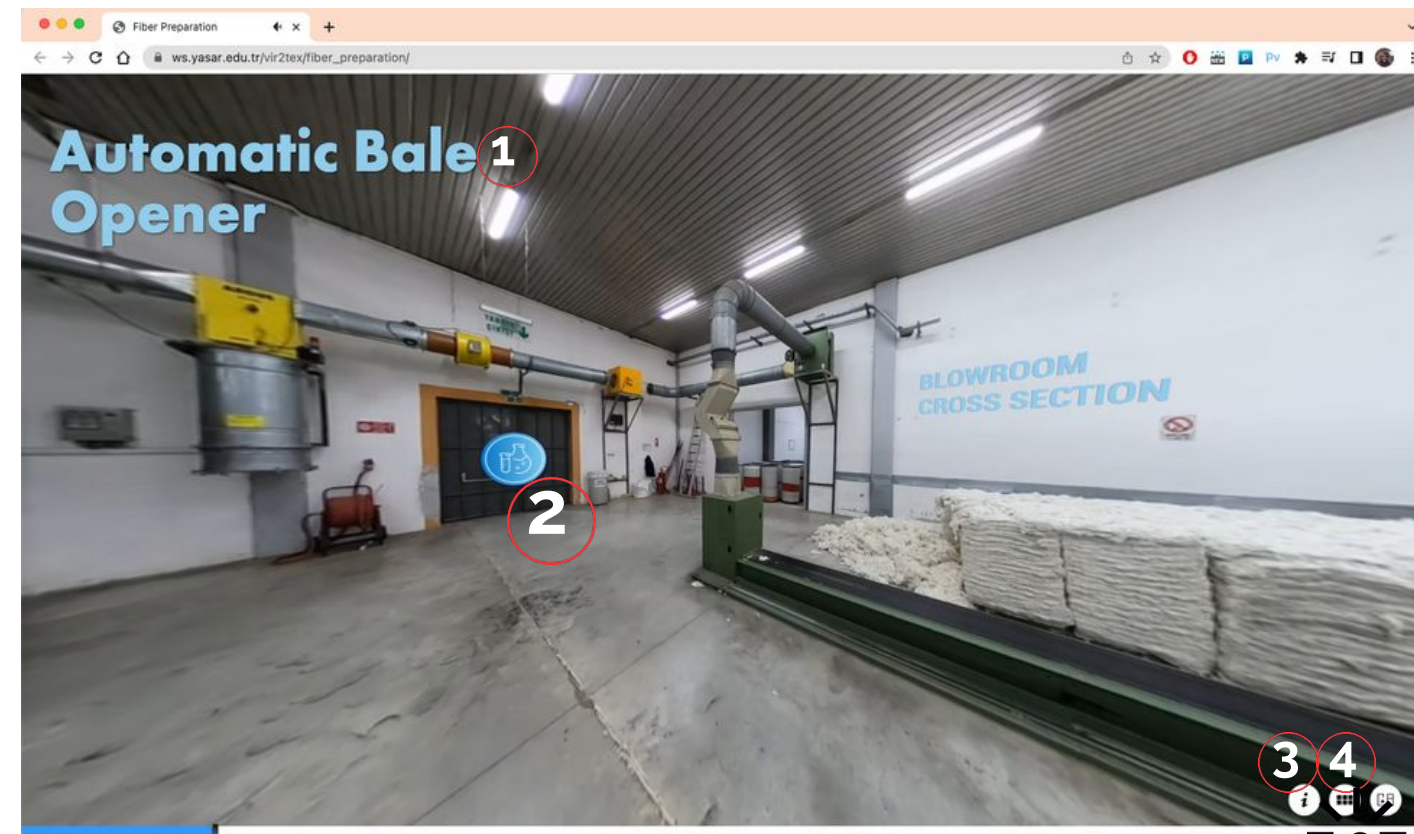 Fiber Preparation
ws.yasar.edu.tr/vir2tex/fiber_preparation/
Automatic Bale
Opener
1
BLOWROOM
CROSS SECTION
2
3 4
i